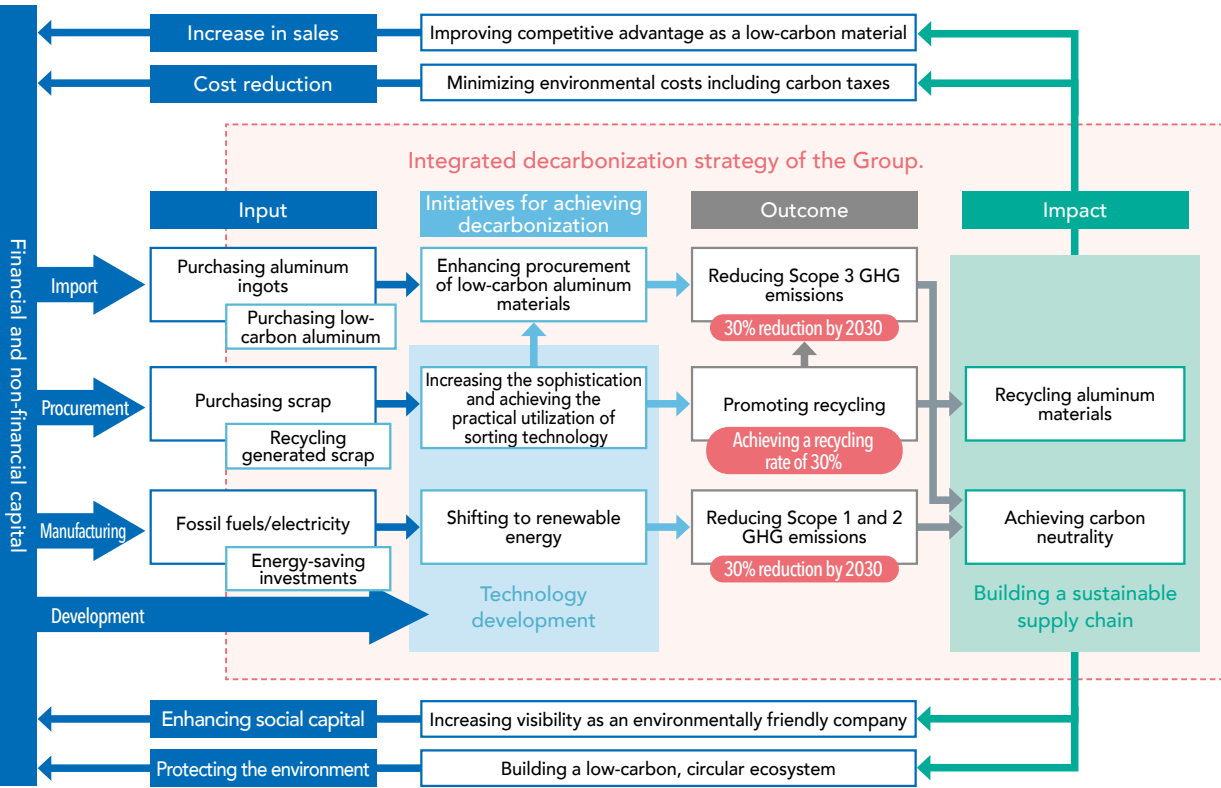 Increase in sales
Improving competitive advantage as a low-carbon material
Cost reduction
Minimizing environmental costs including carbon taxes
Integrated decarbonization strategy of the Group.
Input
Initiatives for achieving
decarbonization
Outcome
Impact
Financial and non-financial capital
Import
Purchasing aluminum
ingots
Purchasing low-
carbon aluminum
Enhancing procurement
of low-carbon aluminum
materials
Reducing Scope 3 GHG
emissions
30% reduction by 2030
Procurement
Purchasing scrap
Recycling
generated scrap
Increasing the sophistication
and achieving the
practical utilization of
sorting technology
Promoting recycling
Achieving a recycling
rate of 30%
Recycling aluminum
materials
Manufacturing
Fossil fuels/electricity
Energy-saving
investments
Shifting to renewable
energy
Reducing Scope 1 and 2
GHG emissions
30% reduction by 2030
Achieving carbon
neutrality
Development
Technology
development
Building a sustainable
supply chain
Enhancing social capital
Increasing visibility as an environmentally friendly company
Protecting the environment
Building a low-carbon, circular ecosystem